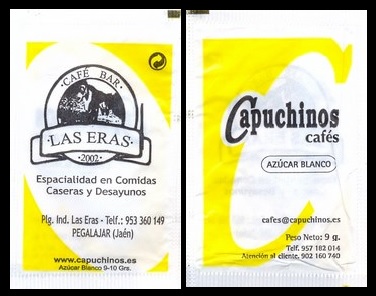 · CAFÉ BAR ·
· LAS ERAS ·
· 2002 ·
Especialidad en Comidas
Caseras y Desayunos
Plg. Ind. Las Eras - Telf.: 953 360 149
PEGALAJAR (Jaén)
www.capuchinos.es
Azúcar Blanco 9-10 Grs.
Capuchinos
cafés
AZÚCAR BLANCO
cafes@capuchinos.es
Peso Neto: 9 g.
Telf. 957 182 014
Atención al cliente. 902 160 740